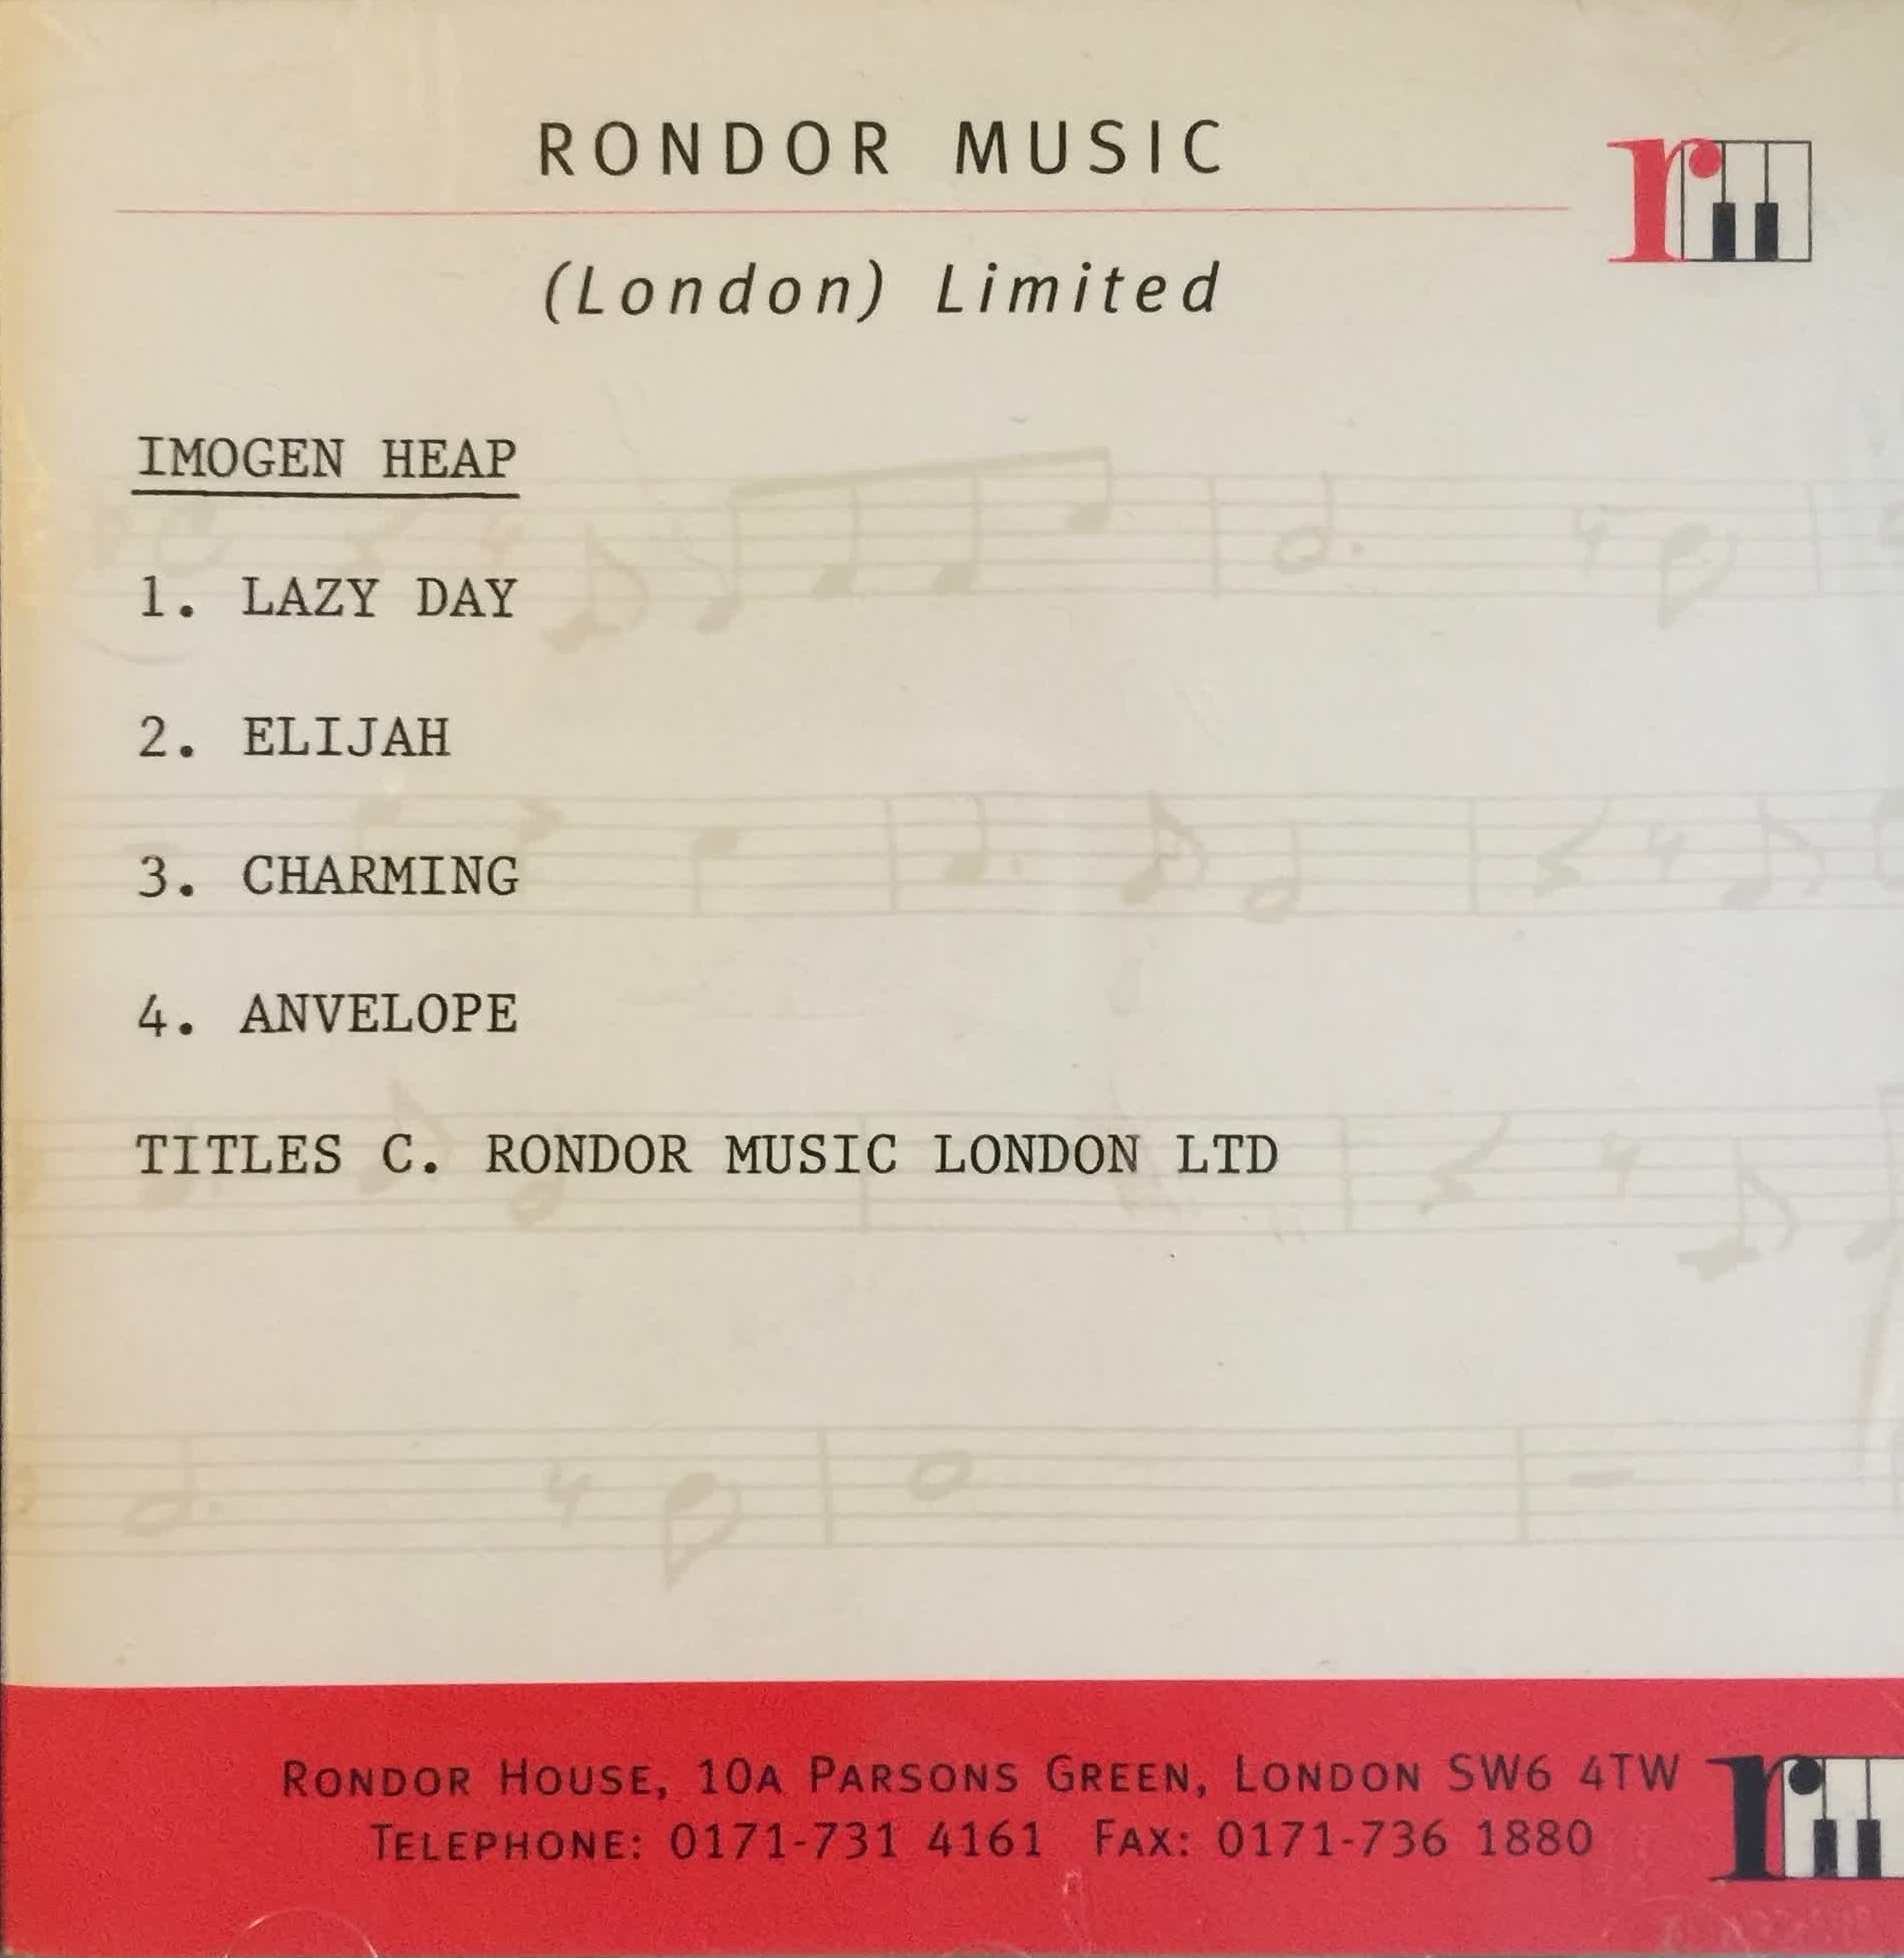 RONDOR MUSIC
(London) Limited
IMOGEN HEAP
1. LAZY DAY
2. ELIJAH
3. CHARMING
4. ANVELOPE
TITLES C. RONDOR MUSIC LONDON LTD
RONDOR HOUSE, 10A PARSONS GREEN, LONDON SW6 4TW
TELEPHONE: 0171-731 4161 FAX: 0171-736 1880